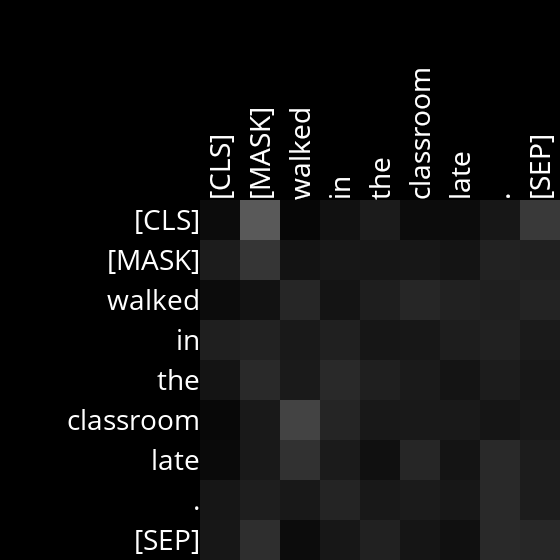 [CLS]
[MASK]
walked
in
the
classroom
late
.
[SEP]
[CLS]
[MASK]
walked
in
the
classroom
late
.
[SEP]